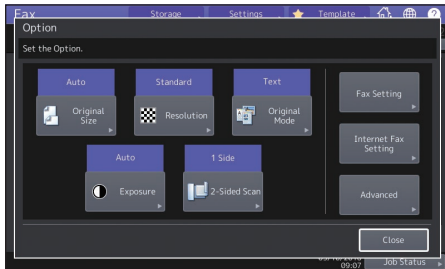 Fax
Storage
Settings
Template
?
Option
Set the Option.
Auto
Standard
Text
Original
Size
Resolution
Original
Mode
Fax Setting
Auto
1 Side
Internet Fax
Setting
Exposure
2-Sided Scan
Advanced
Close
09:07
Job Status